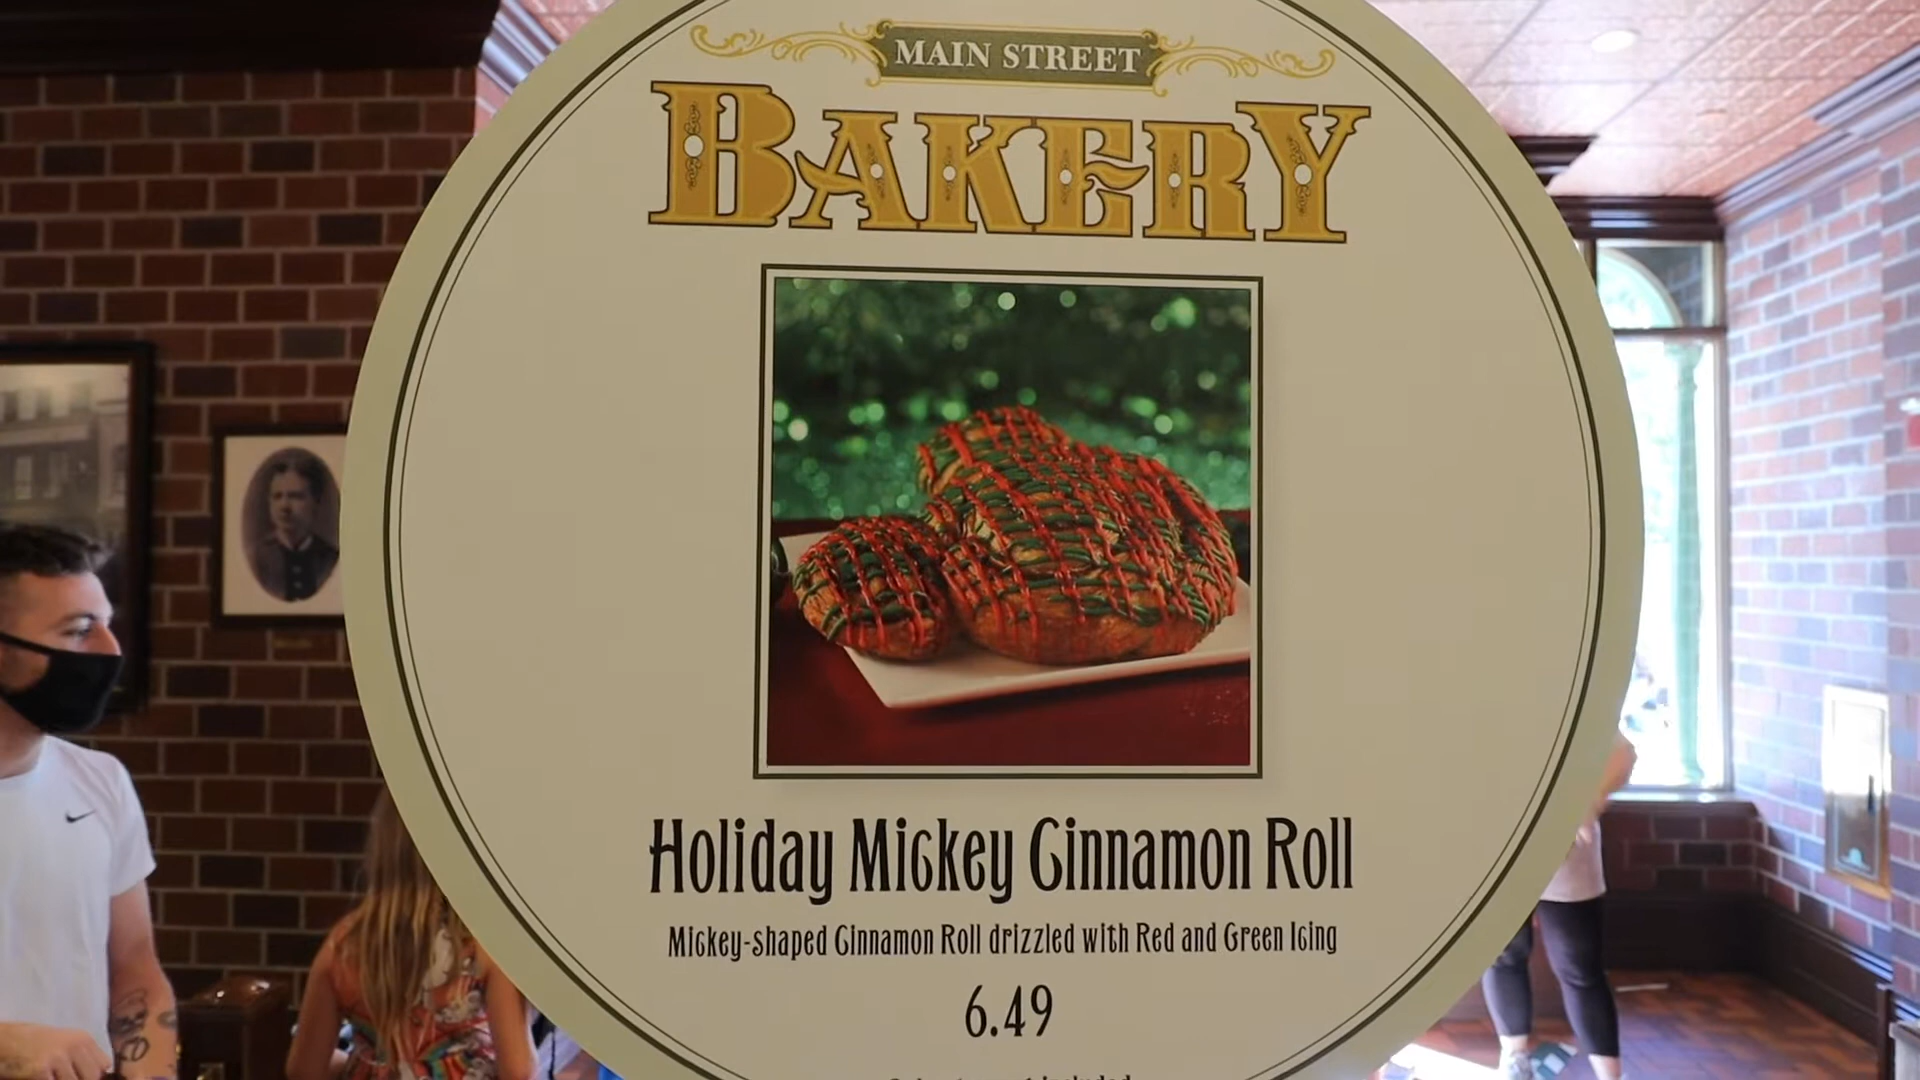 MAIN STREET
BAKERY
Holiday Mickey Cinnamon Roll
Mickey-shaped Cinnamon Roll drizzled with Red and Green Icing
6.49